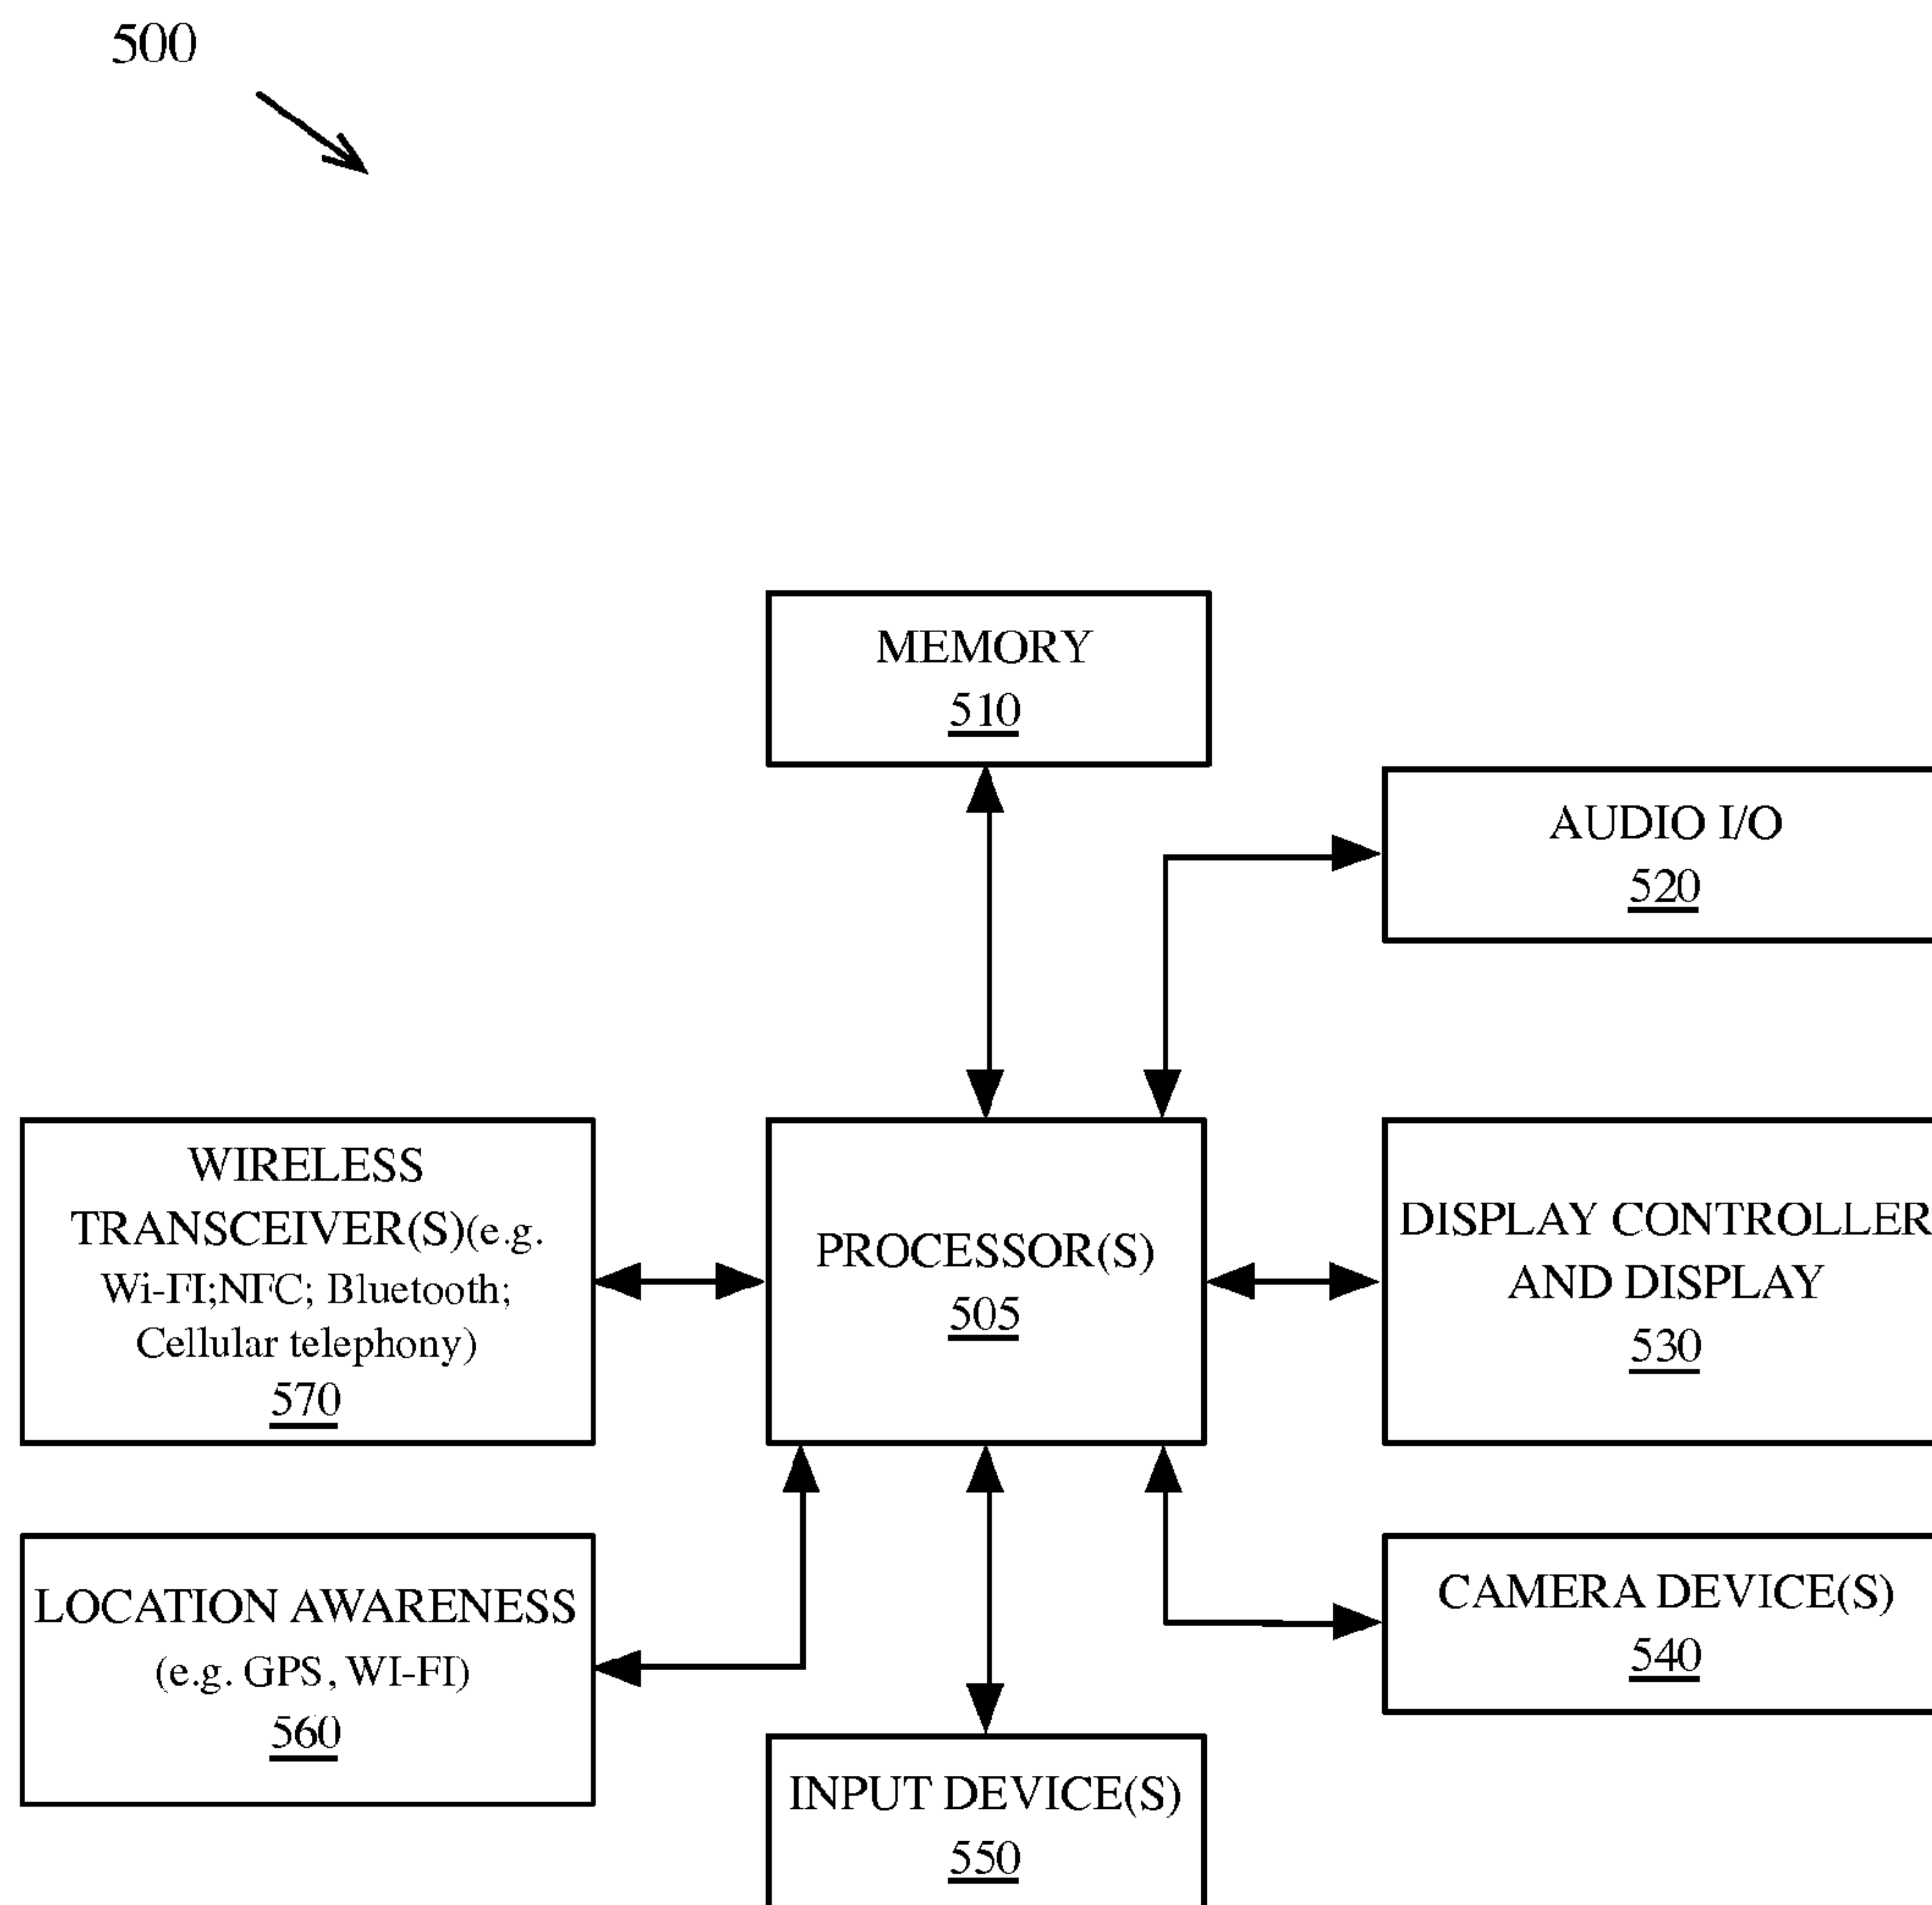 500
MEMORY
510
AUDIO I/O
520
WIRELESS
TRANSCEIVER(S)(e.g.
Wi-FI;NFC; Bluetooth;
Cellular telephony)
570
PROCESSOR(S)
505
DISPLAY CONTROLLER
AND DISPLAY
530
LOCATION AWARENESS
(e.g. GPS, WI-FI)
560
CAMERA DEVICE(S)
540
INPUT DEVICE(S)
550